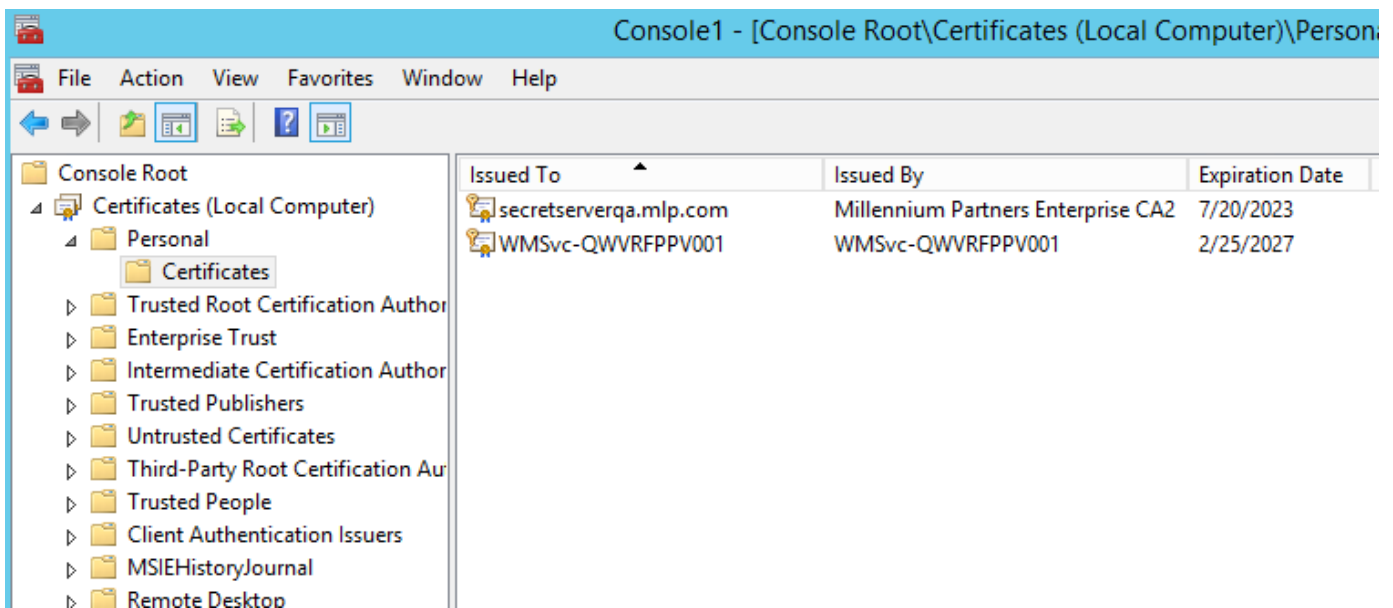 Console1 - [Console Root\Certificates (Local Computer)\Persona
File Action View Favorites Window Help
Console Root
Certificates (Local Computer)
Personal
Certificates
Trusted Root Certification Author
Enterprise Trust
Intermediate Certification Author
Trusted Publishers
Untrusted Certificates
Third-Party Root Certification Au
Trusted People
Client Authentication Issuers
MSIEHistoryJournal
Remote Desktop
Issued To Issued By Expiration Date
secretserverqa.mlp.com Millennium Partners Enterprise CA2 7/20/2023
WMSvc-QWVRFPPV001 WMSvc-QWVRFPPV001 2/25/2027